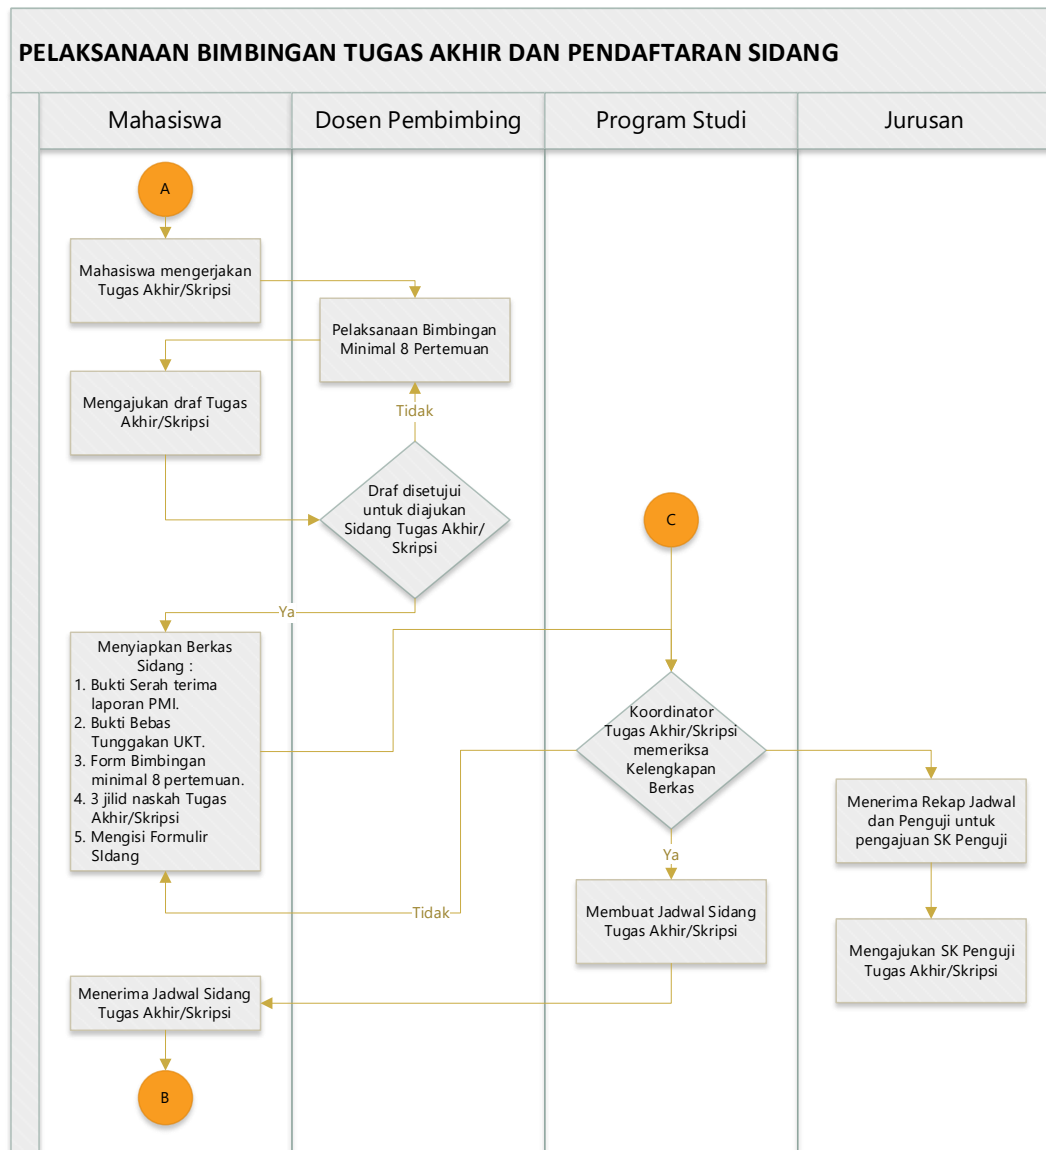 PELAKSANAAN BIMBINGAN TUGAS AKHIR DAN PENDAFTARAN SIDANG
Mahasiswa
Dosen Pembimbing
Program Studi
Jurusan
A
Mahasiswa mengerjakan
Tugas Akhir/Skripsi
Pelaksanaan Bimbingan
Minimal 8 Pertemuan
Mengajukan draf Tugas
Akhir/Skripsi
Tidak
Draf disetujui
untuk diajukan
Sidang Tugas Akhir/
Skripsi
C
Ya
Menyiapkan Berkas
Sidang :
1. Bukti Serah terima
laporan PMI.
2. Bukti Bebas
Tunggakan UKT.
3. Form Bimbingan
minimal 8 pertemuan.
4. 3 jilid naskah Tugas
Akhir/Skripsi
5. Mengisi Formulir
SIdang
Koordinator
Tugas Akhir/Skripsi
memeriksa
Kelengkapan
Berkas
Menerima Rekap Jadwal
dan Penguji untuk
pengajuan SK Penguji
Ya
Tidak
Membuat Jadwal Sidang
Tugas Akhir/Skripsi
Mengajukan SK Penguji
Tugas Akhir/Skripsi
Menerima Jadwal Sidang
Tugas Akhir/Skripsi
B